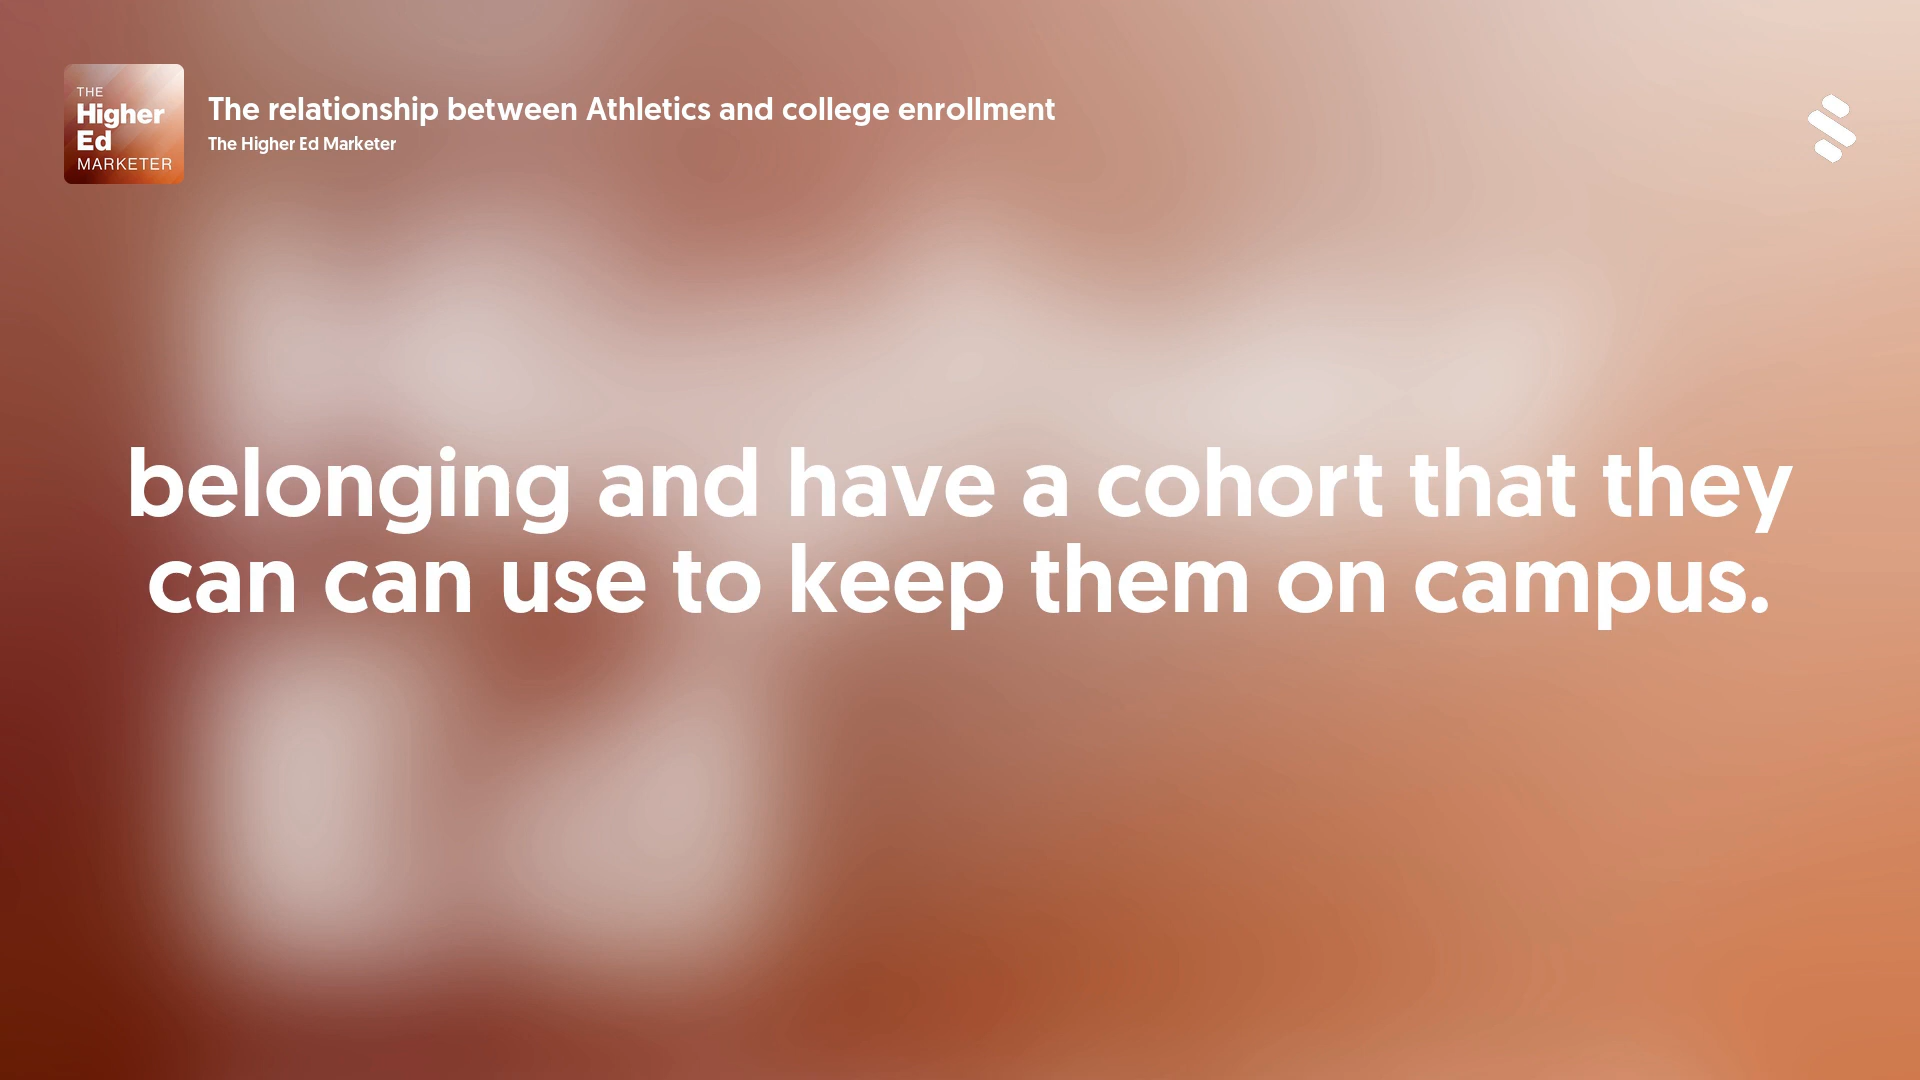 THE
Higher
Ed
MARKETER
The relationship between Athletics and college enrollment
The Higher Ed Marketer
belonging and have a cohort that they
can can use to keep them on campus.